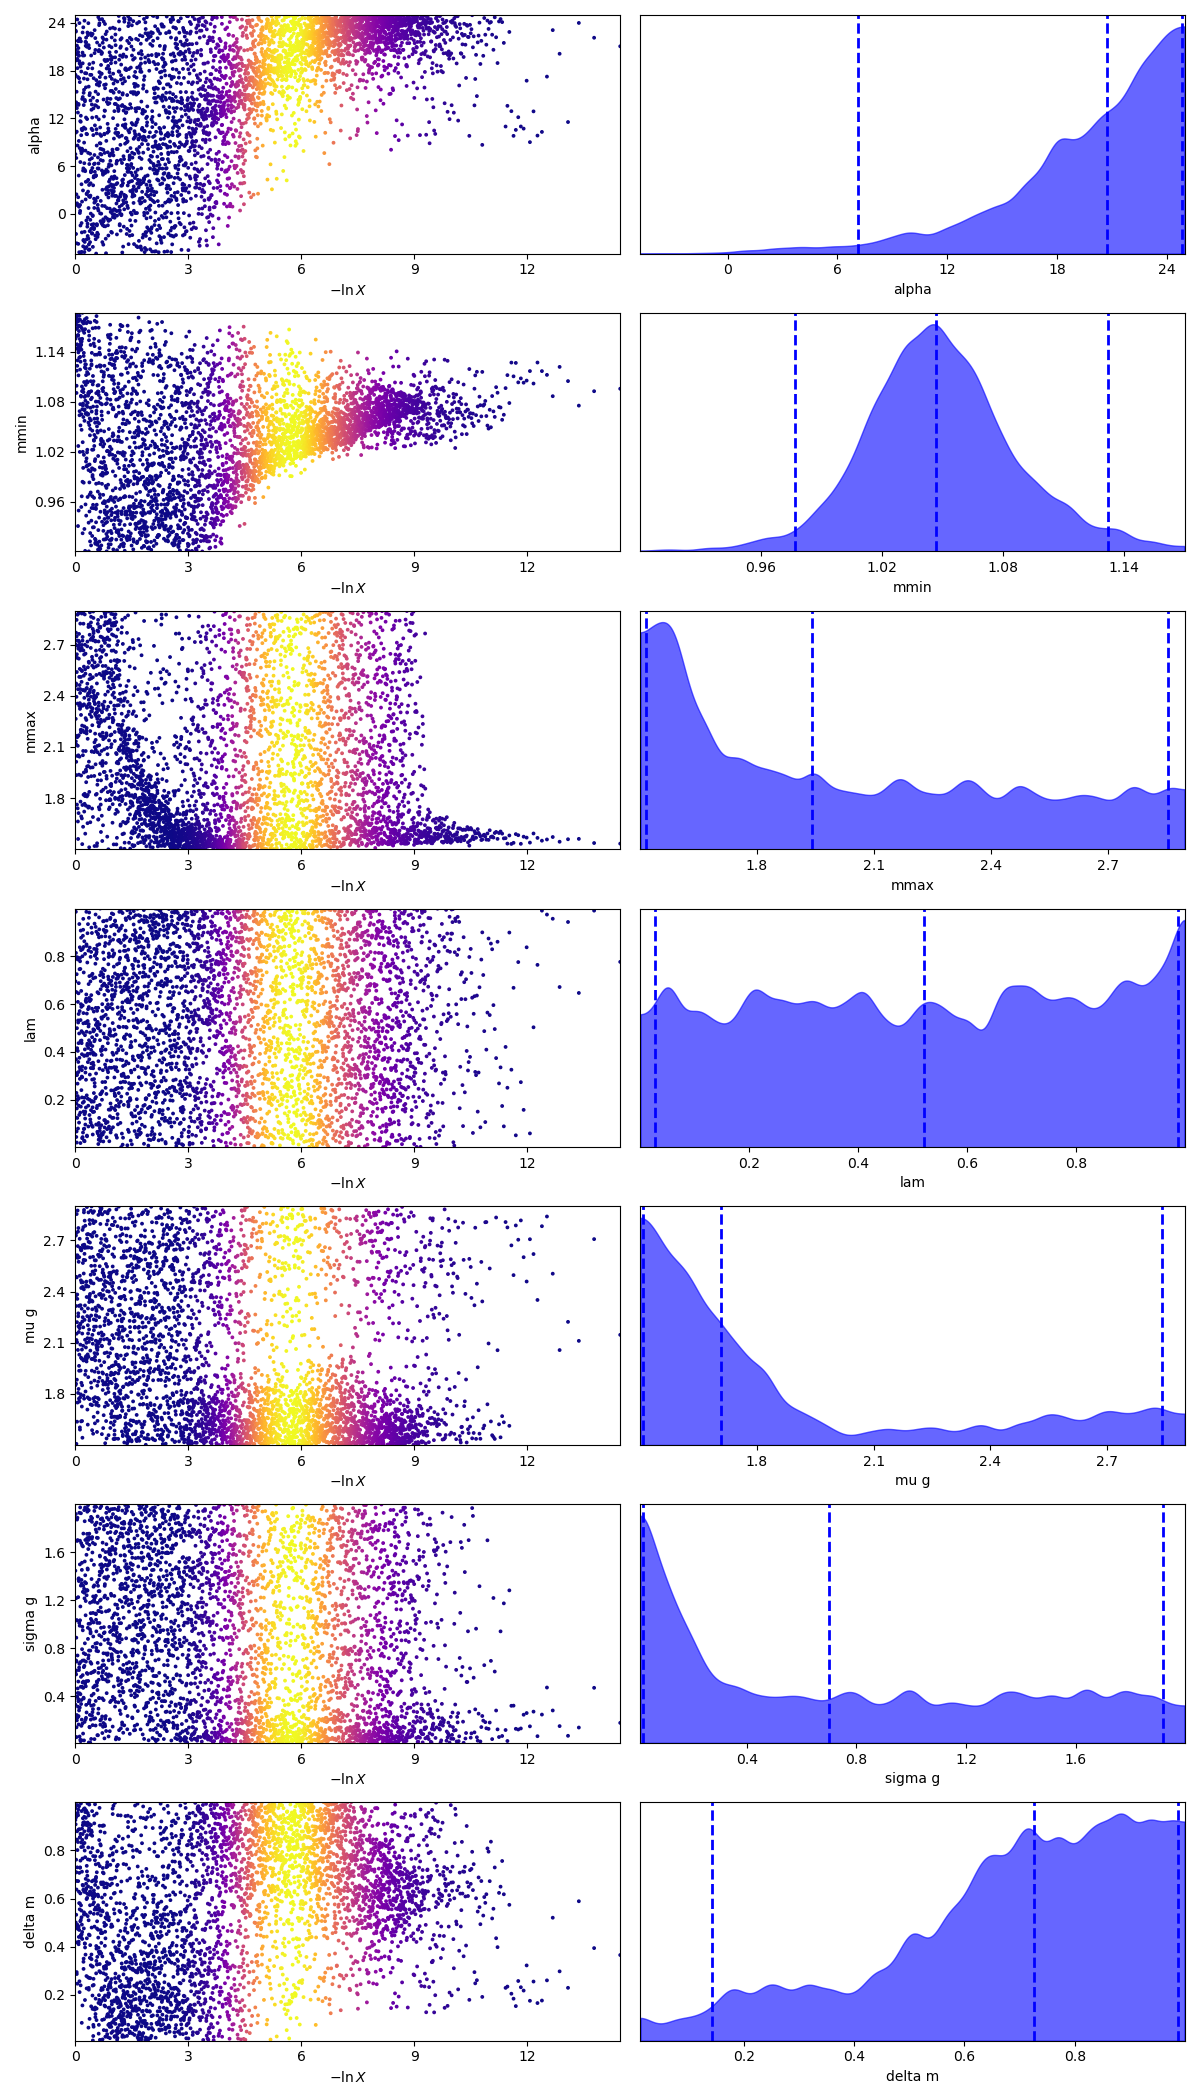 24
18
12
6
0
alpha
0 3 6 9 12
−ln X
0 6 12 18 24
alpha
1.14
1.08
1.02
0.96
mmin
0 3 6 9 12
−ln X
0.96 1.02 1.08 1.14
mmin
2.7
2.4
2.1
1.8
mmax
0 3 6 9 12
−ln X
1.8 2.1 2.4 2.7
mmax
0.8
0.6
0.4
0.2
lam
0 3 6 9 12
−ln X
0.2 0.4 0.6 0.8
lam
2.7
2.4
2.1
1.8
mu g
0 3 6 9 12
−ln X
1.8 2.1 2.4 2.7
mu g
1.6
1.2
0.8
0.4
sigma g
0 3 6 9 12
−ln X
0.4 0.8 1.2 1.6
sigma g
0.8
0.6
0.4
0.2
delta m
0 3 6 9 12
−ln X
0.2 0.4 0.6 0.8
delta m